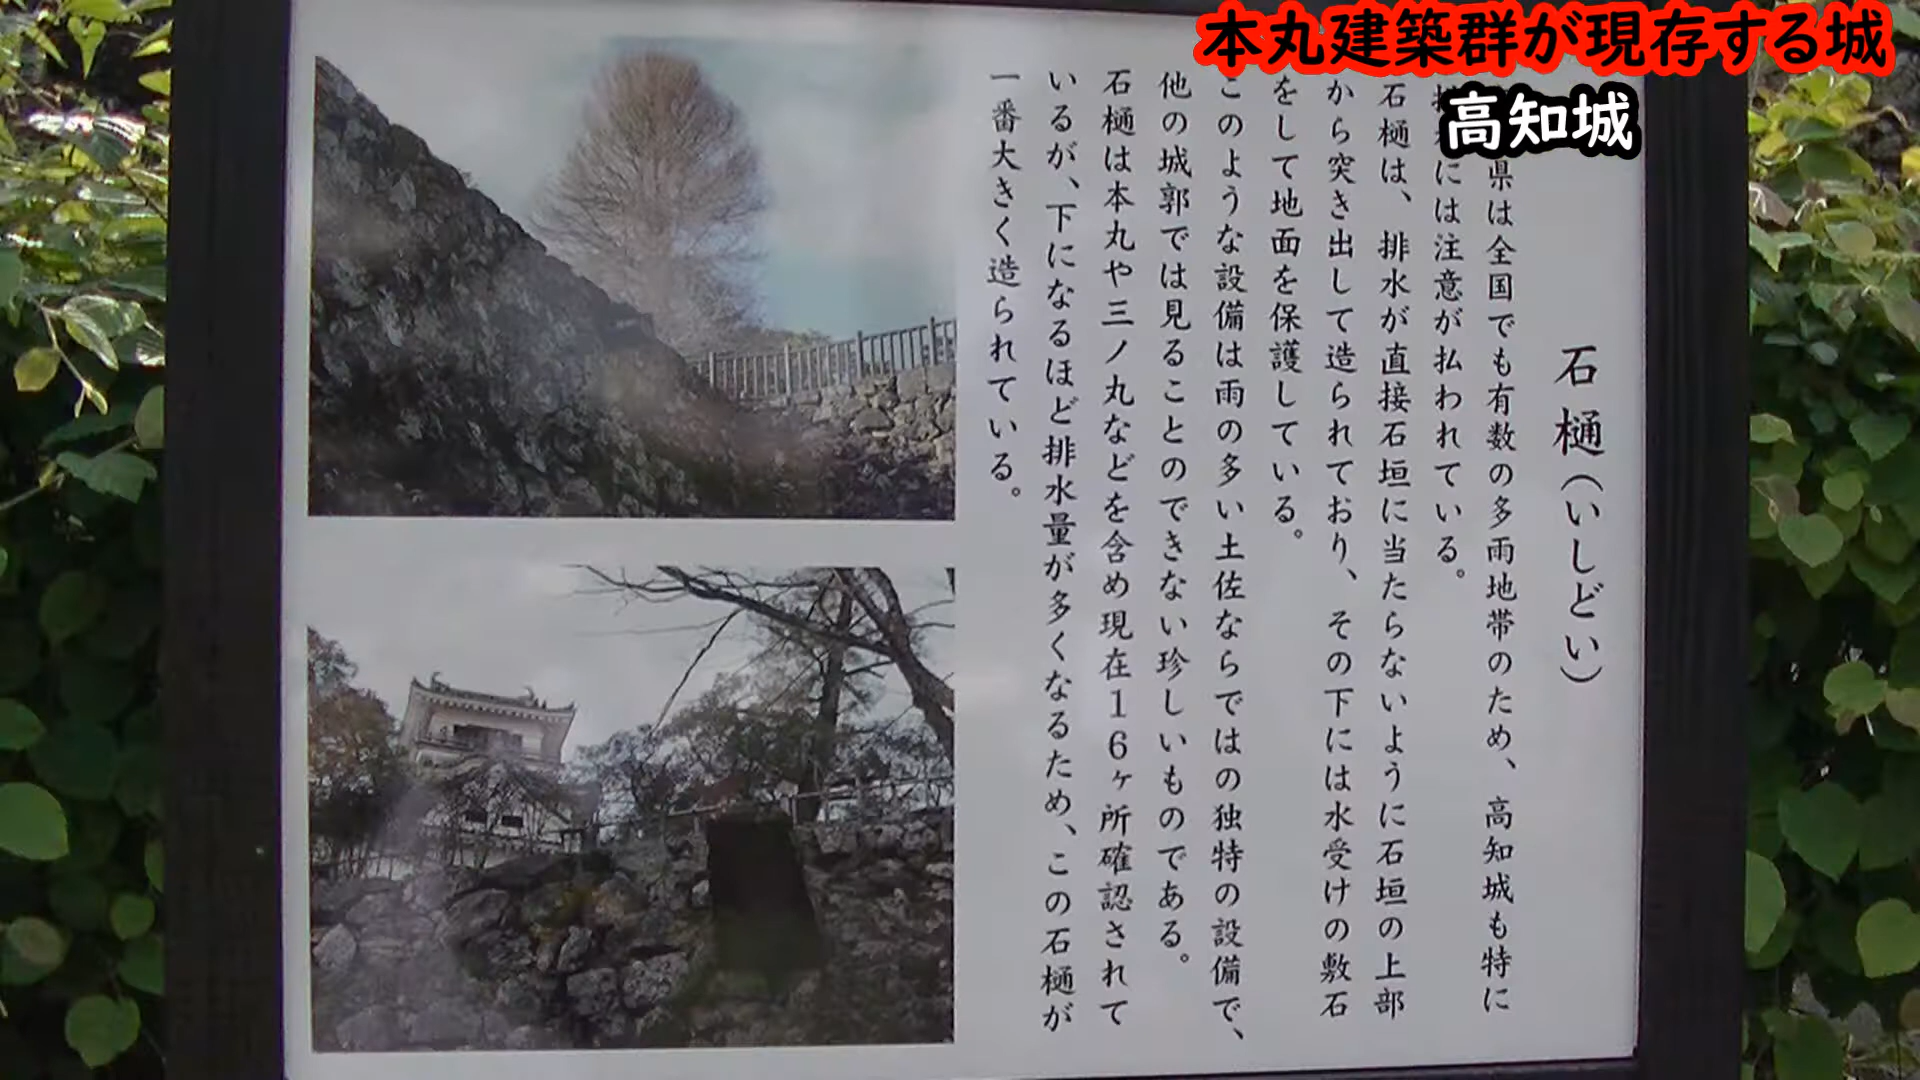 本丸建築群が現存する城
高知城
石樋(いしどい)
県は全国でも有数の多雨地帯のため、高知城も特に
には注意が払われている。
石樋は、排水が直接石垣に当たらないように石垣の上部
から突き出して造られており、その下には水受けの敷石
をして地面を保護している。
このような設備は雨の多い土佐ならではの独特の設備で、
他の城郭では見ることのできない珍しいものである。
石樋は本丸や三ノ丸などを含め現在16ヶ所確認されて
いるが、下になるほど排水量が多くなるため、この石樋が
一番大きく造られている。